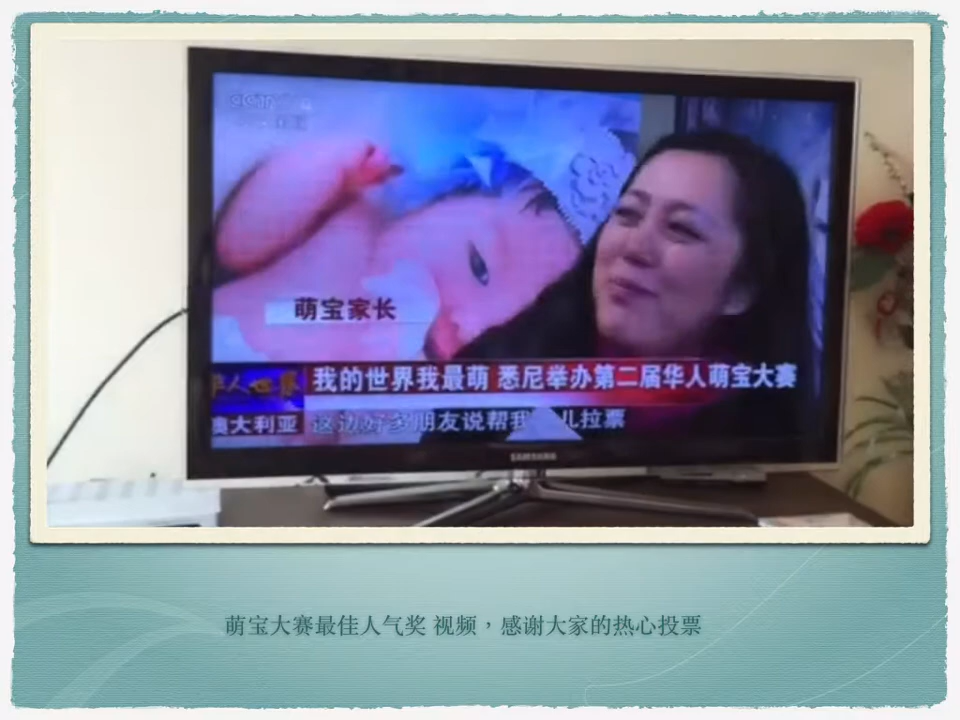 CCTV
萌宝家长
华人世界
我的世界我最萌 悉尼举办第二届华人萌宝大赛
澳大利亚
这边好多朋友说帮我 儿拉票
SAMSUNG
萌宝大赛最佳人气奖 视频，感谢大家的热心投票